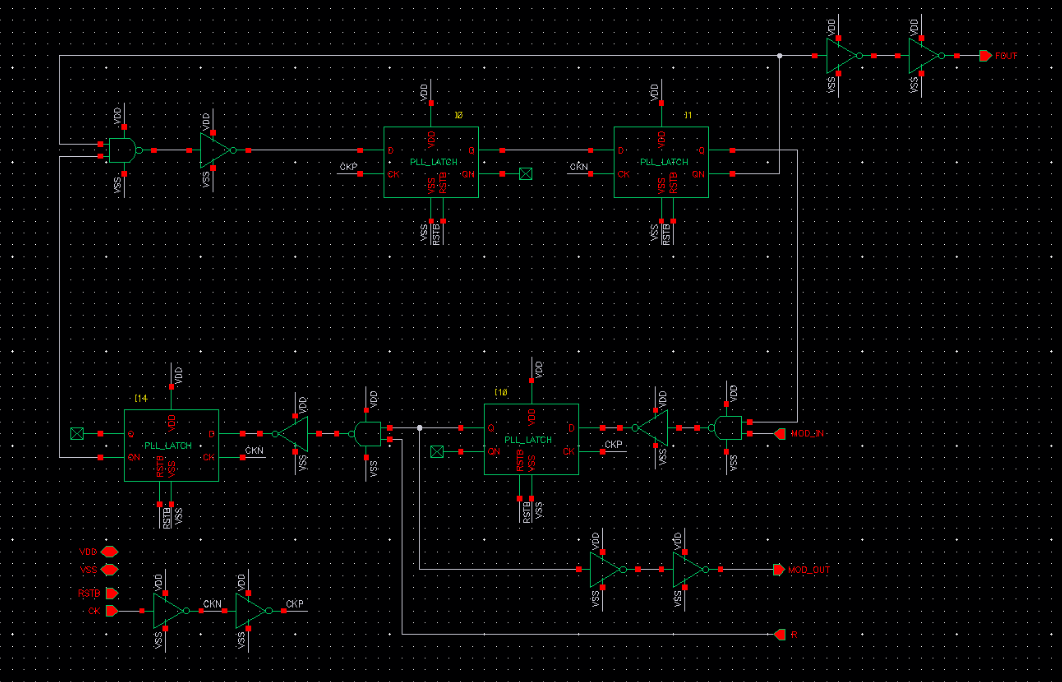 VDD VDD
VSS VSS FOUT
VDD VDD VDD I0 VDD I1
VDD VDD
D Q D Q
PLL_LATCH PLL_LATCH
CKP CK QN CKN CK QN
VSS VSS VSS RSTB VSS RSTB
VSS RSTB VSS RSTB
VDD VDD VDD VDD VDD VDD
I14 I10
VDD VDD
Q D Q D MOD_IN
PLL_LATCH PLL_LATCH
QN CK CKN QN CK CKP
RSTB VSS VSS RSTB VSS VSS VSS
RSTB VSS RSTB VSS
VDD VDD VDD
VSS VDD VDD MOD_OUT
RSTB VSS VSS
CK CKN CKP
VSS VSS R